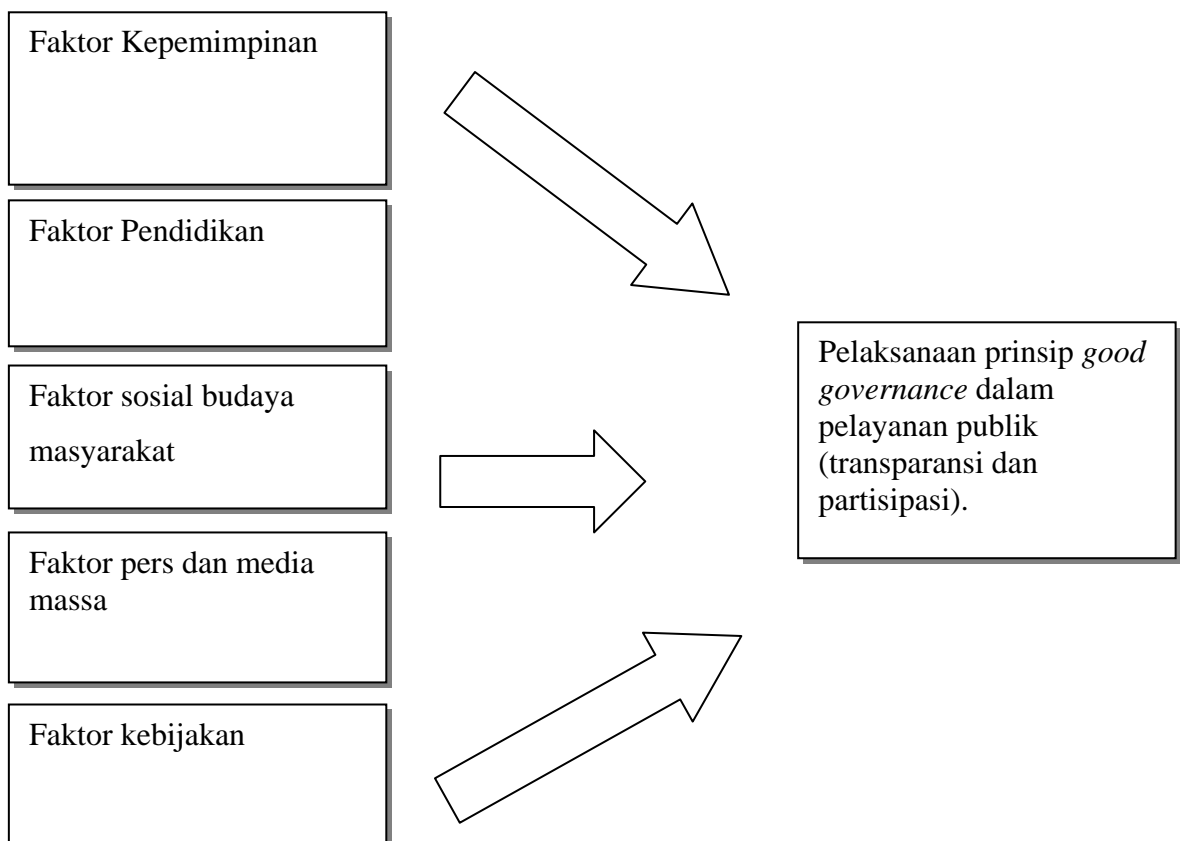 Faktor Kepemimpinan
Faktor Pendidikan
Faktor sosial budaya
masyarakat
Faktor pers dan media
massa
Faktor kebijakan
Pelaksanaan prinsip good
governance dalam
pelayanan publik
(transparansi dan
partisipasi).